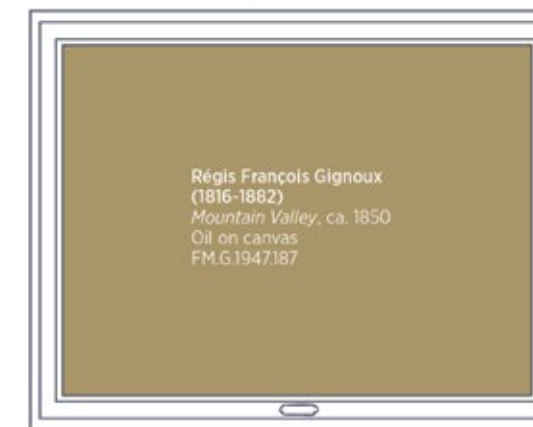 Régis François Gignoux
(1816-1882)
Mountain Valley, ca. 1850
Oil on canvas
FM.G.1947.187